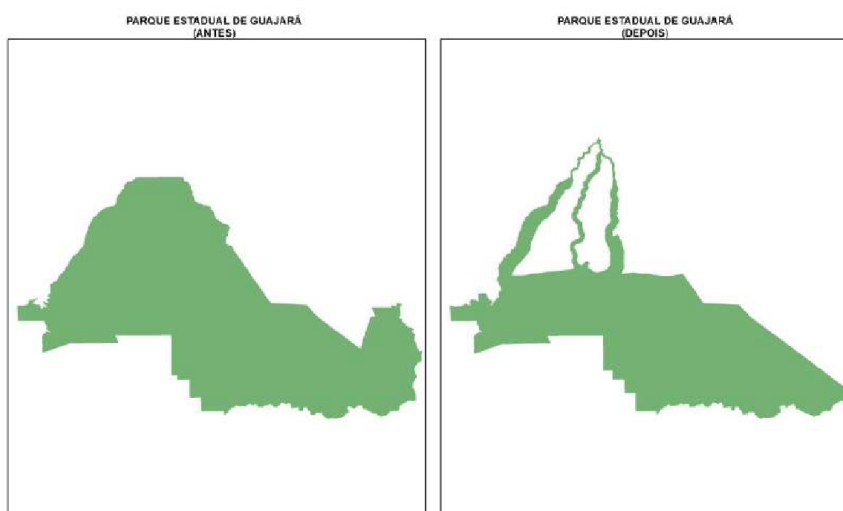 PARQUE ESTADUAL DE GUAJARÁ
(ANTES)
PARQUE ESTADUAL DE GUAJARÁ
(DEPOIS)